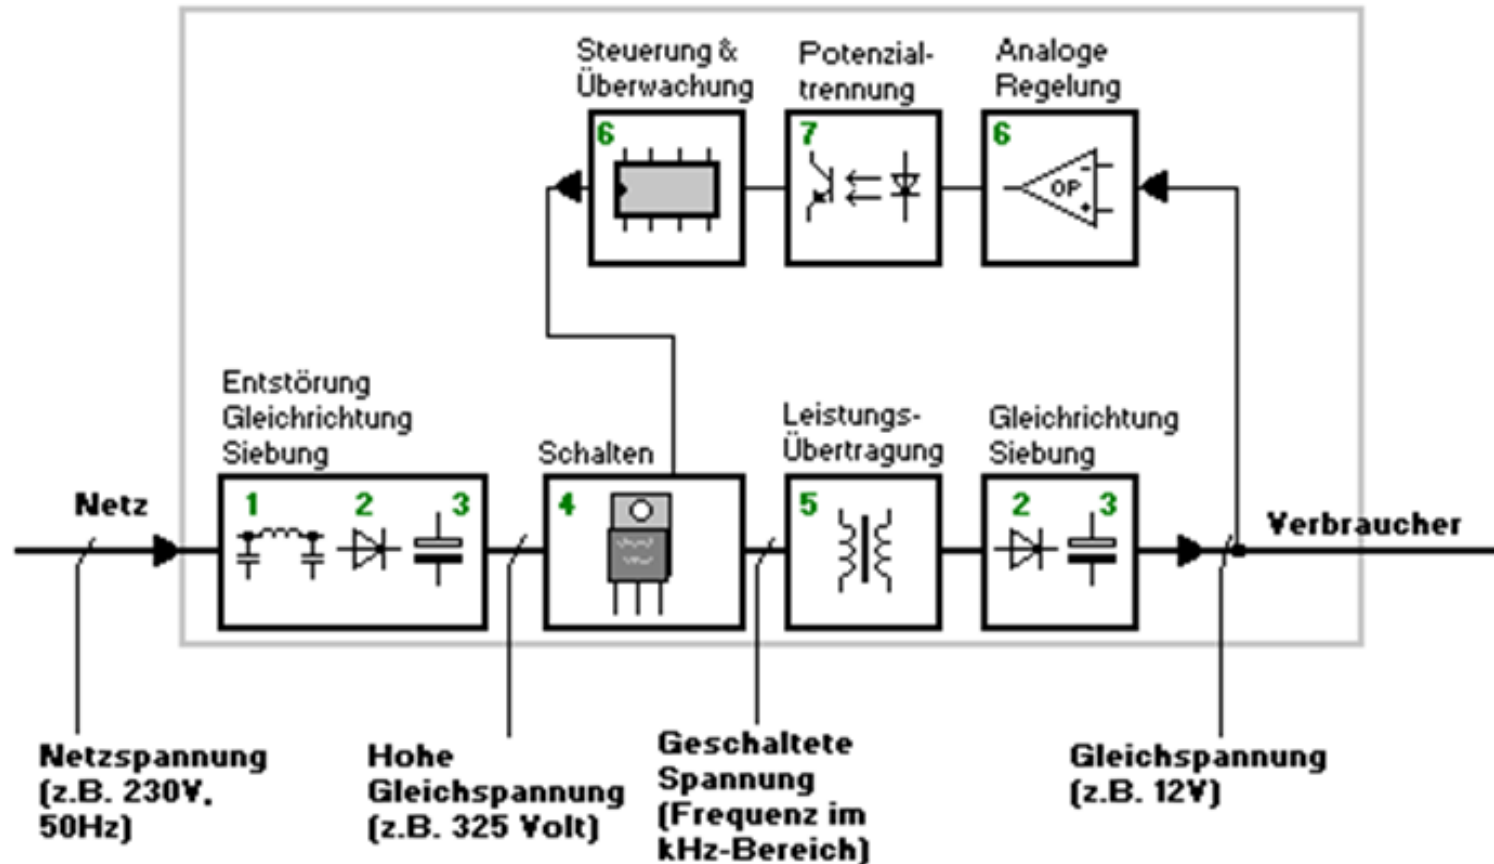 Steuerung &
Überwachung
Potenzial-
trennung
Analoge
Regelung
6
7
6
OP
Entstörung
Gleichrichtung
Siebung
Schalten
Leistungs-
Übertragung
Gleichrichtung
Siebung
Netz
1 2 3
4
5
2 3
Verbraucher
Netzspannung
(z.B. 230V,
50Hz)
Hohe
Gleichspannung
(z.B. 325 Volt)
Geschaltete
Spannung
(Frequenz im
kHz-Bereich)
Gleichspannung
(z.B. 12V)